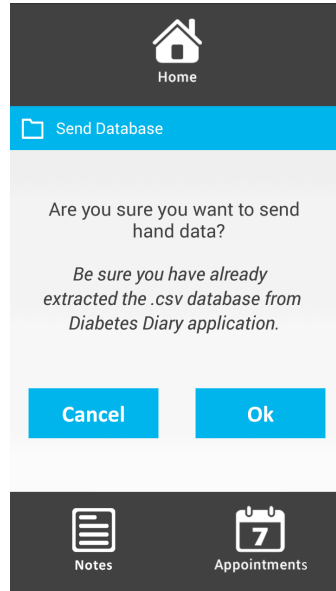 Home
Send Database
Are you sure you want to send
hand data?
Be sure you have already
extracted the .csv database from
Diabetes Diary application.
Cancel
Ok
7
Notes
Appointments